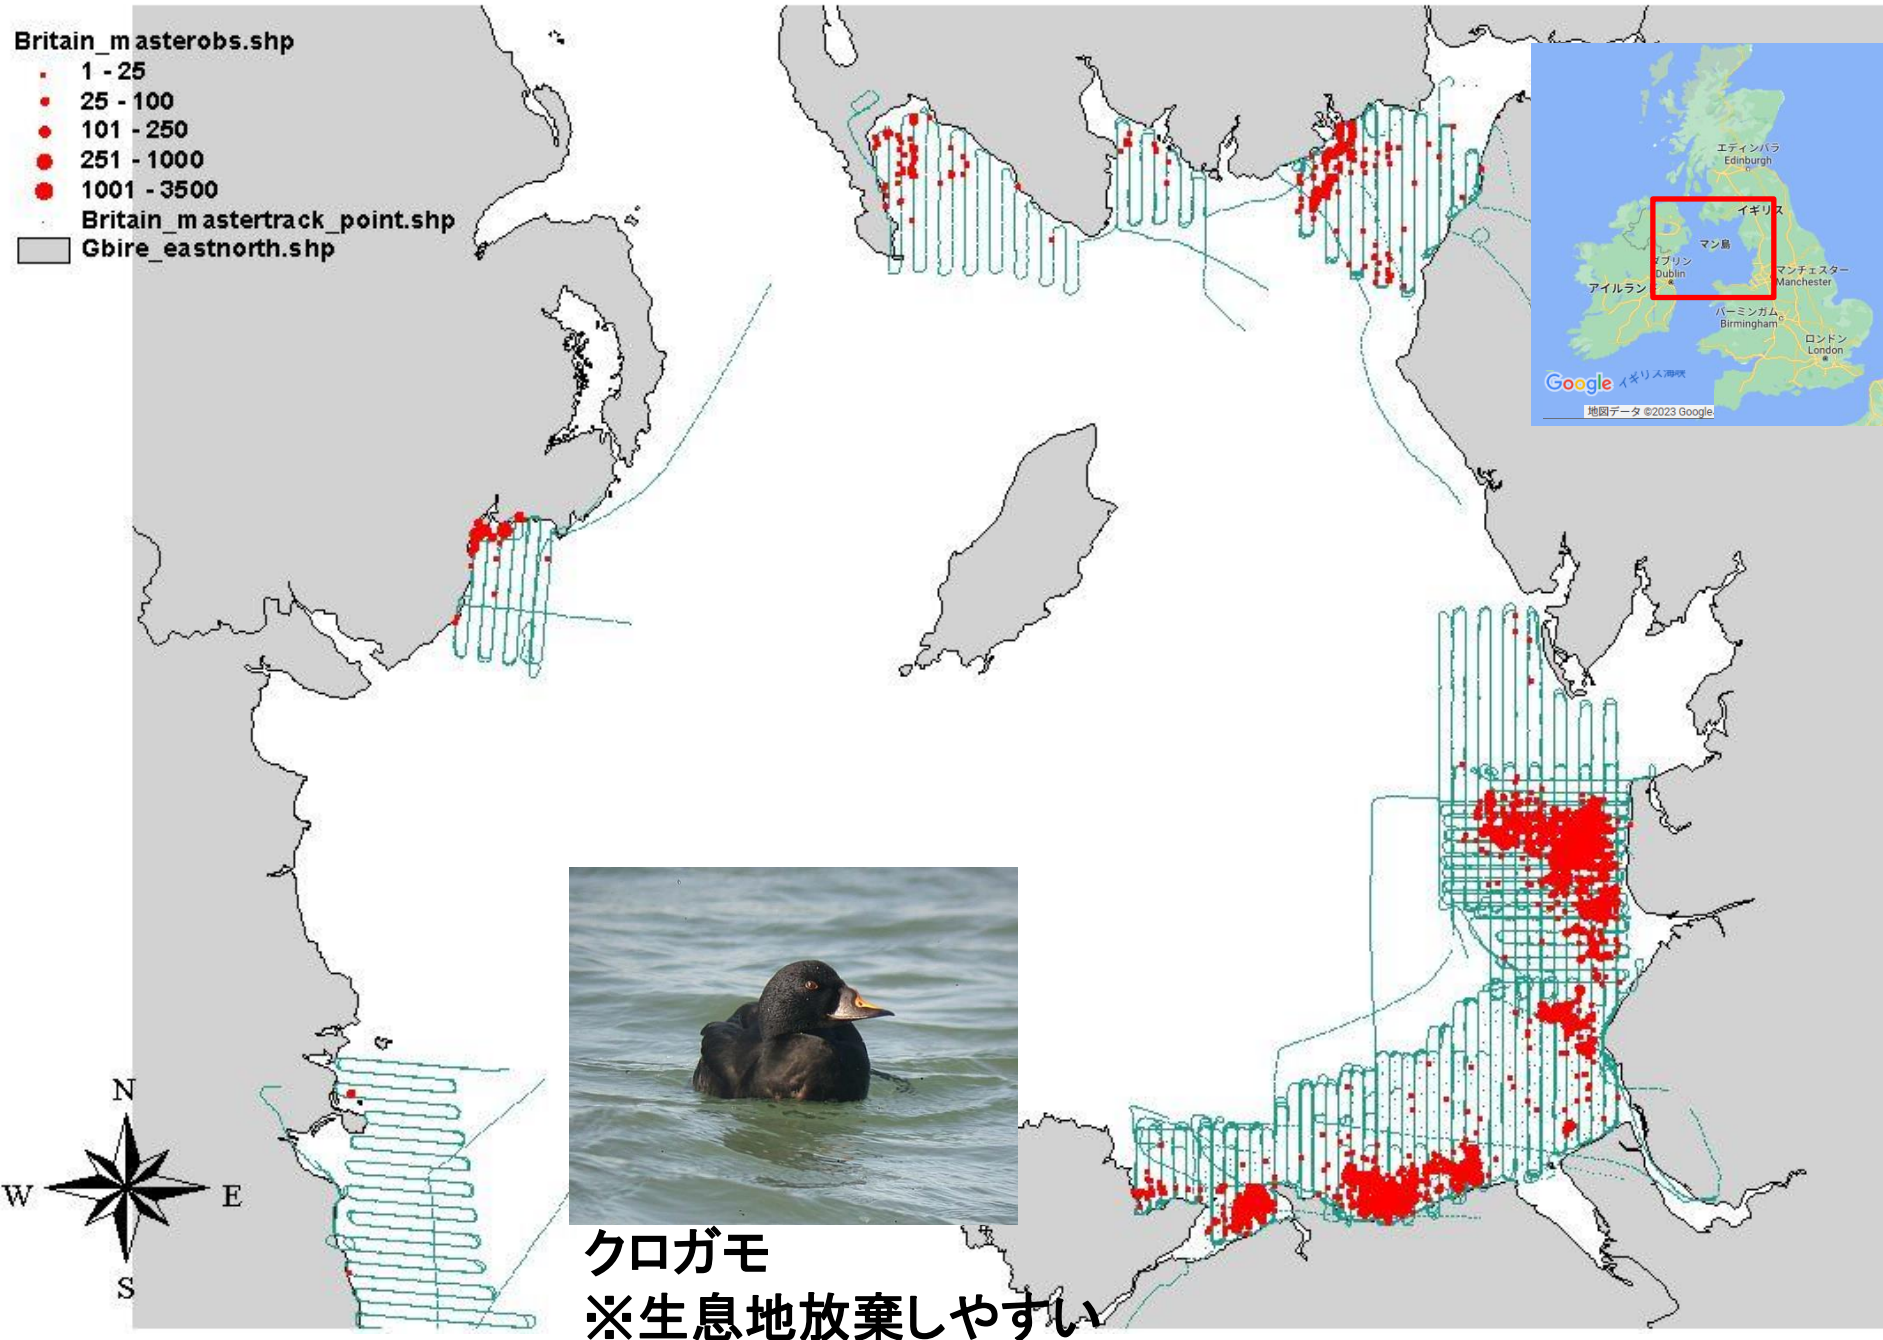 Britain_masterobs.shp
1 - 25
25 - 100
101 - 250
251 - 1000
1001 - 3500
Britain_mastertrack_point.shp
Gbire_eastnorth.shp
エディンバラ
Edinburgh
イギリス
マン島
ダブリン
Dublin
マンチェスター
Manchester
アイルラン
バーミンガム
Birmingham
ロンドン
London
Google
イギリス海峡
地図データ ©2023 Google
N
W
E
S
クロガモ
※生息地放棄しやすい